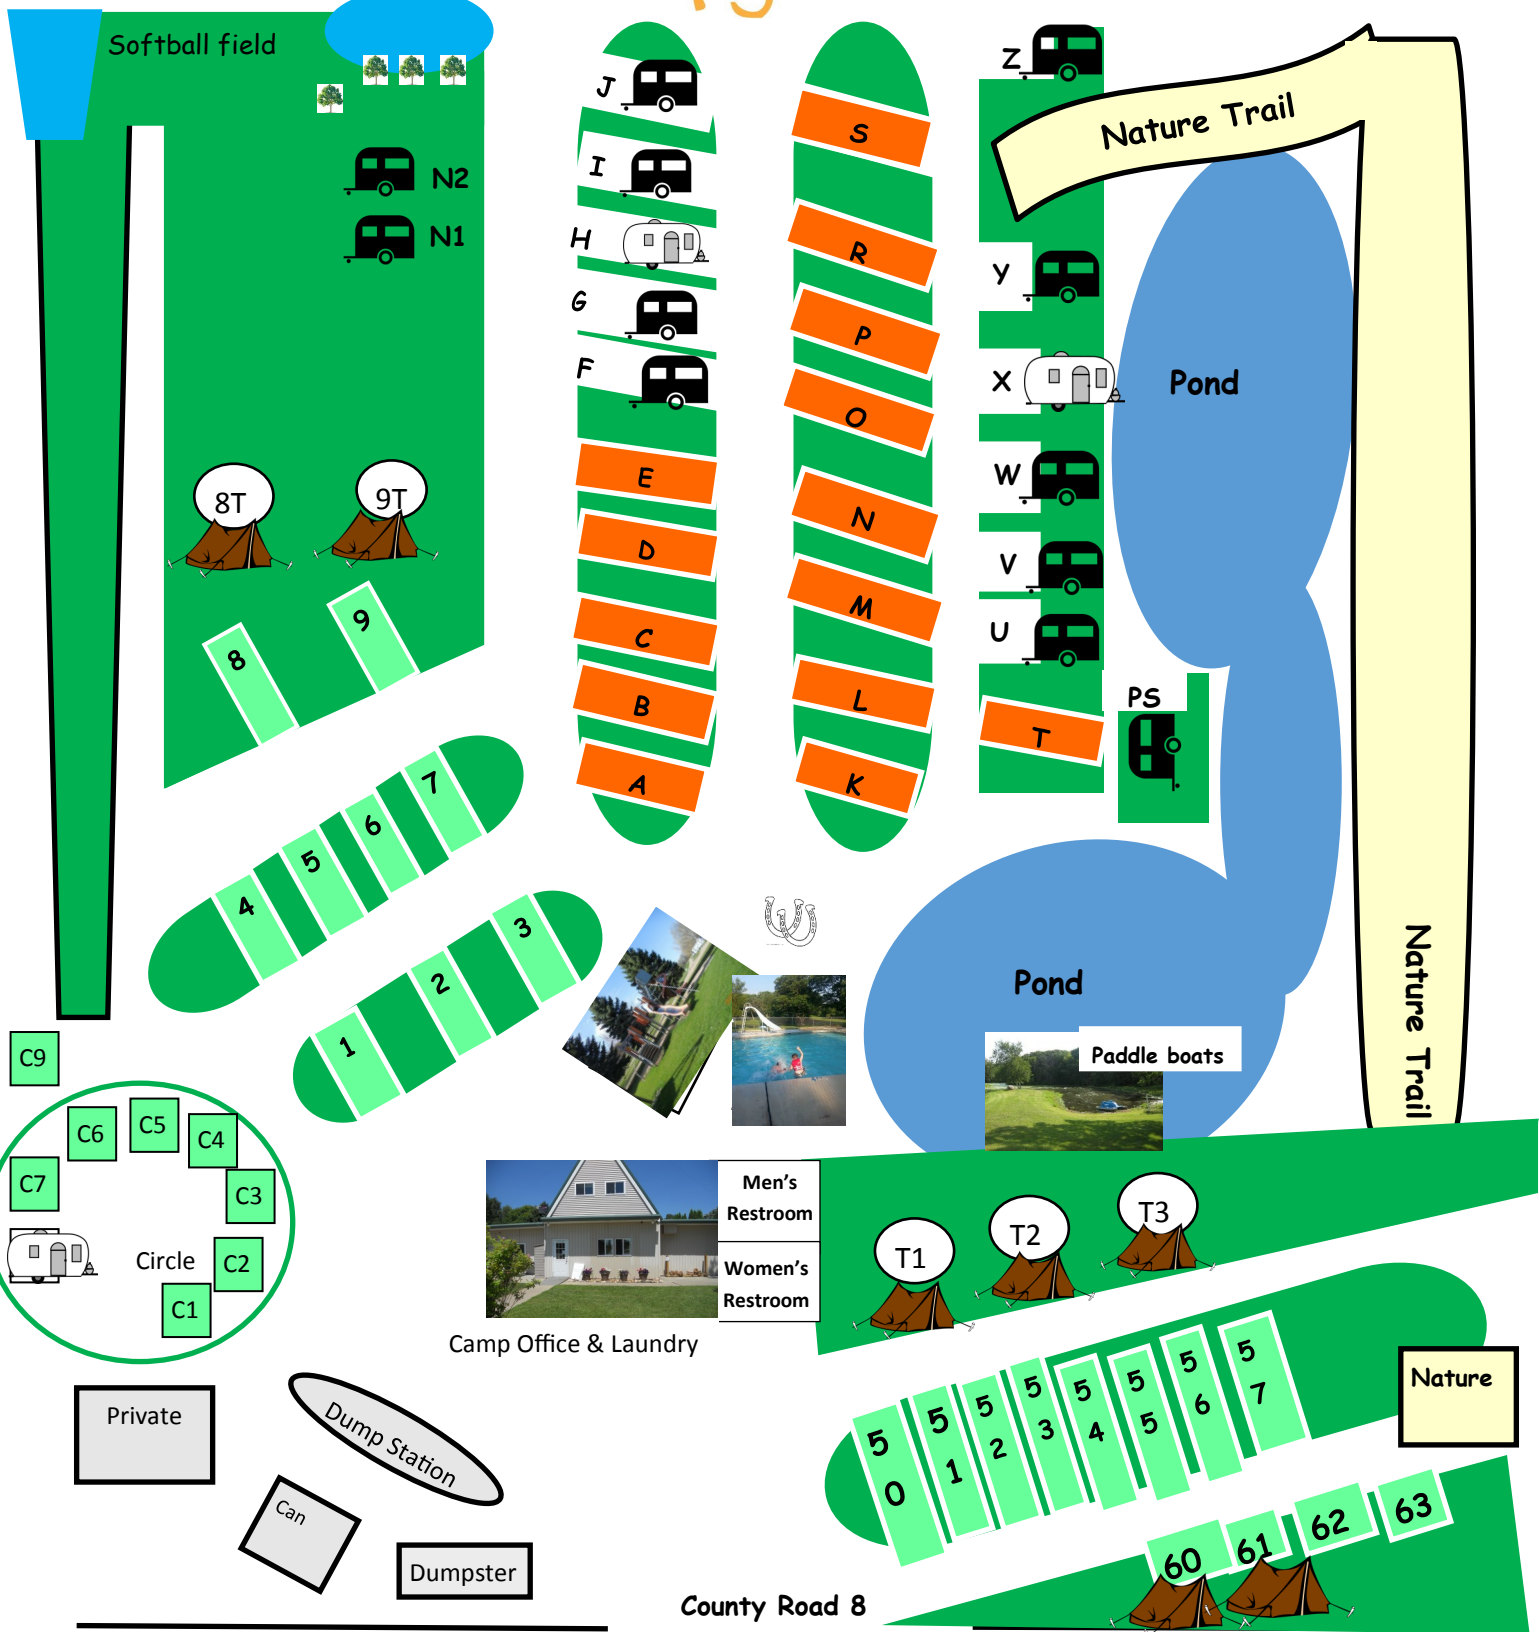 Softball field
N2
N1
8T
9T
8
9
J
I
H
G
F
E
D
C
B
A
S
R
P
O
N
M
L
K
Z
Y
X
W
V
U
T
PS
Nature Trail
Pond
Nature Trail
7
6
5
4
3
2
1
Pond
Paddle boats
C9
C6
C5
C4
C7
C3
Circle
C2
C1
Men's
Restroom
Women's
Restroom
Camp Office & Laundry
T1
T2
T3
Private
Dump Station
Can
Dumpster
50
51
52
53
54
55
56
57
Nature
60
61
62
63
County Road 8